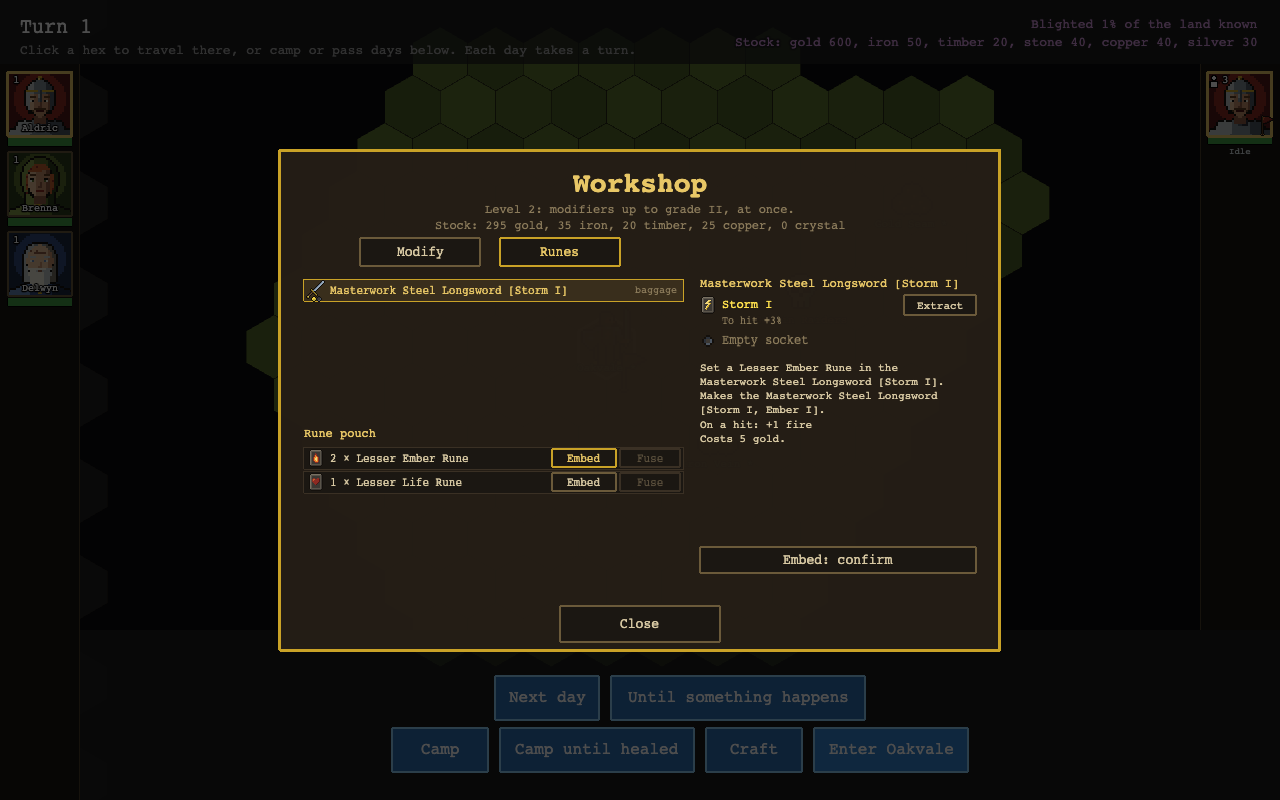 Turn 1
Click a hex to travel there, or camp or pass days below. Each day takes a turn.
Blighted 1% of the land known
Stock: gold 600, iron 50, timber 20, stone 40, copper 40, silver 30
1
Aldric
1
Brenna
1
Delwyn
3
Idle
Workshop
Level 2: modifiers up to grade II, at once.
Stock: 295 gold, 35 iron, 20 timber, 25 copper, 0 crystal
Modify
Runes
Masterwork Steel Longsword [Storm I]
baggage
Masterwork Steel Longsword [Storm I]
Storm I
Extract
To hit +3%
Empty socket
Set a Lesser Ember Rune in the
Masterwork Steel Longsword [Storm I].
Makes the Masterwork Steel Longsword
[Storm I, Ember I].
On a hit: +1 fire
Costs 5 gold.
Rune pouch
2 × Lesser Ember Rune
Embed
Fuse
1 × Lesser Life Rune
Embed
Fuse
Embed: confirm
Close
Next day
Until something happens
Camp
Camp until healed
Craft
Enter Oakvale